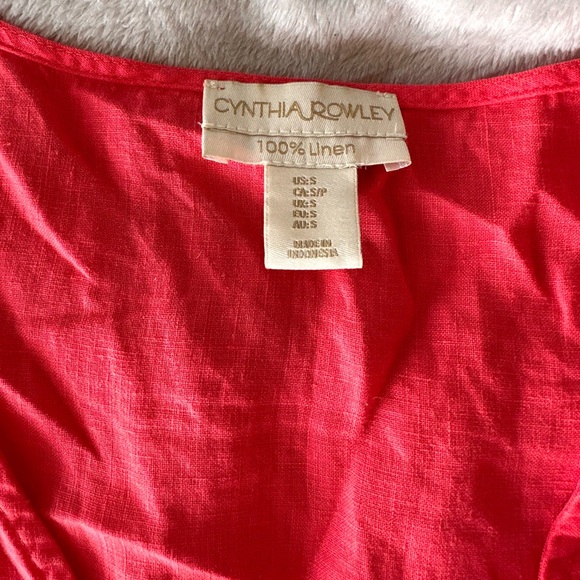 CYNTHIA ROWLEY
100% Linen
US:S
CA:S/P
UK:S
EU:S
AU:S
MADE IN
INDONESIA